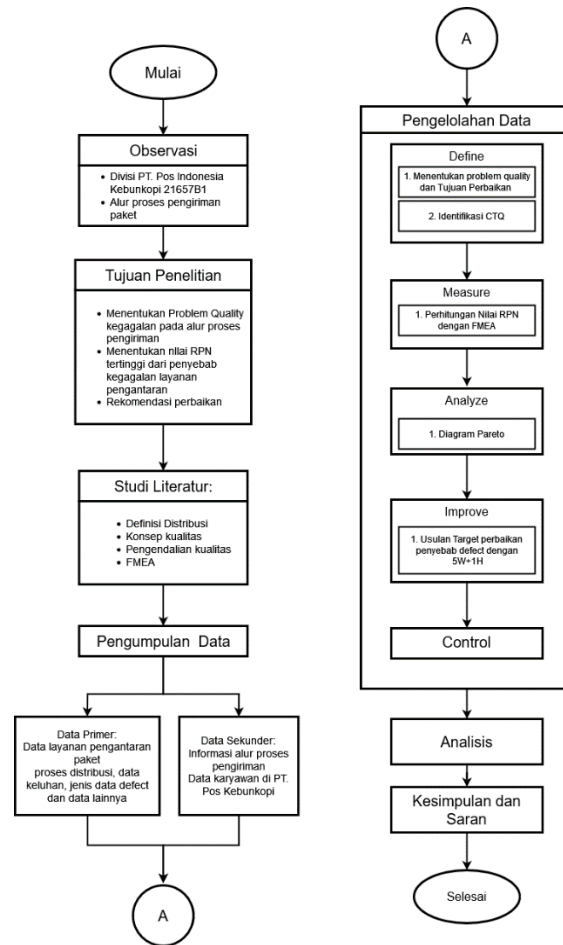 Mulai
Observasi
• Divisi PT. Pos Indonesia
Kebunkopi 21657B1
• Alur proses pengiriman
paket
Tujuan Penelitian
• Menentukan Problem Quality
kegagalan pada alur proses
pengiriman
• Menentukan nIlai RPN
tertinggi dari penyebab
kegagalan layanan
pengantaran
• Rekomendasi perbaikan
Studi Literatur:
• Definisi Distribusi
• Konsep kualitas
• Pengendalian kualitas
• FMEA
Pengumpulan Data
Data Primer:
Data layanan pengantaran
paket
proses distribusi, data
keluhan, jenis data defect
dan data lainnya
Data Sekunder:
Informasi alur proses
pengiriman
Data karyawan di PT.
Pos Kebunkopi
A
A
Pengelolahan Data
Define
1. Menentukan problem quality
dan Tujuan Perbaikan
2. Identifikasi CTQ
Measure
1. Perhitungan Nilai RPN
dengan FMEA
Analyze
1. Diagram Pareto
Improve
1. Usulan Target perbaikan
penyebab defect dengan
5W+1H
Control
Analisis
Kesimpulan dan
Saran
Selesai